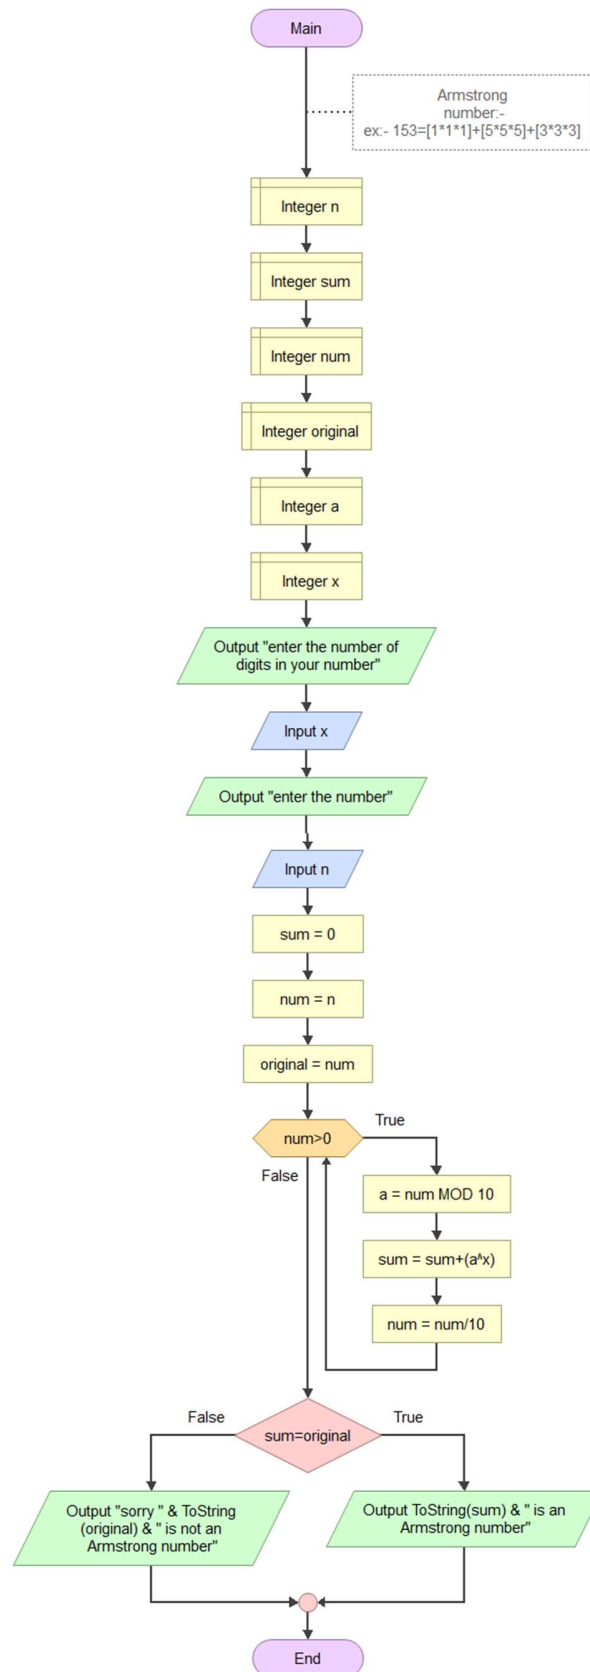 Main
Armstrong
number:-
ex:- 153=[1*1*1]+[5*5*5]+[3*3*3]
Integer n
Integer sum
Integer num
Integer original
Integer a
Integer x
Output "enter the number of
digits in your number"
Input x
Output "enter the number"
Input n
sum = 0
num = n
original = num
num>0
True
False
a = num MOD 10
sum = sum+(a^x)
num = num/10
sum=original
False
True
Output "sorry " & ToString
(original) & " is not an
Armstrong number"
Output ToString(sum) & " is an
Armstrong number"
End